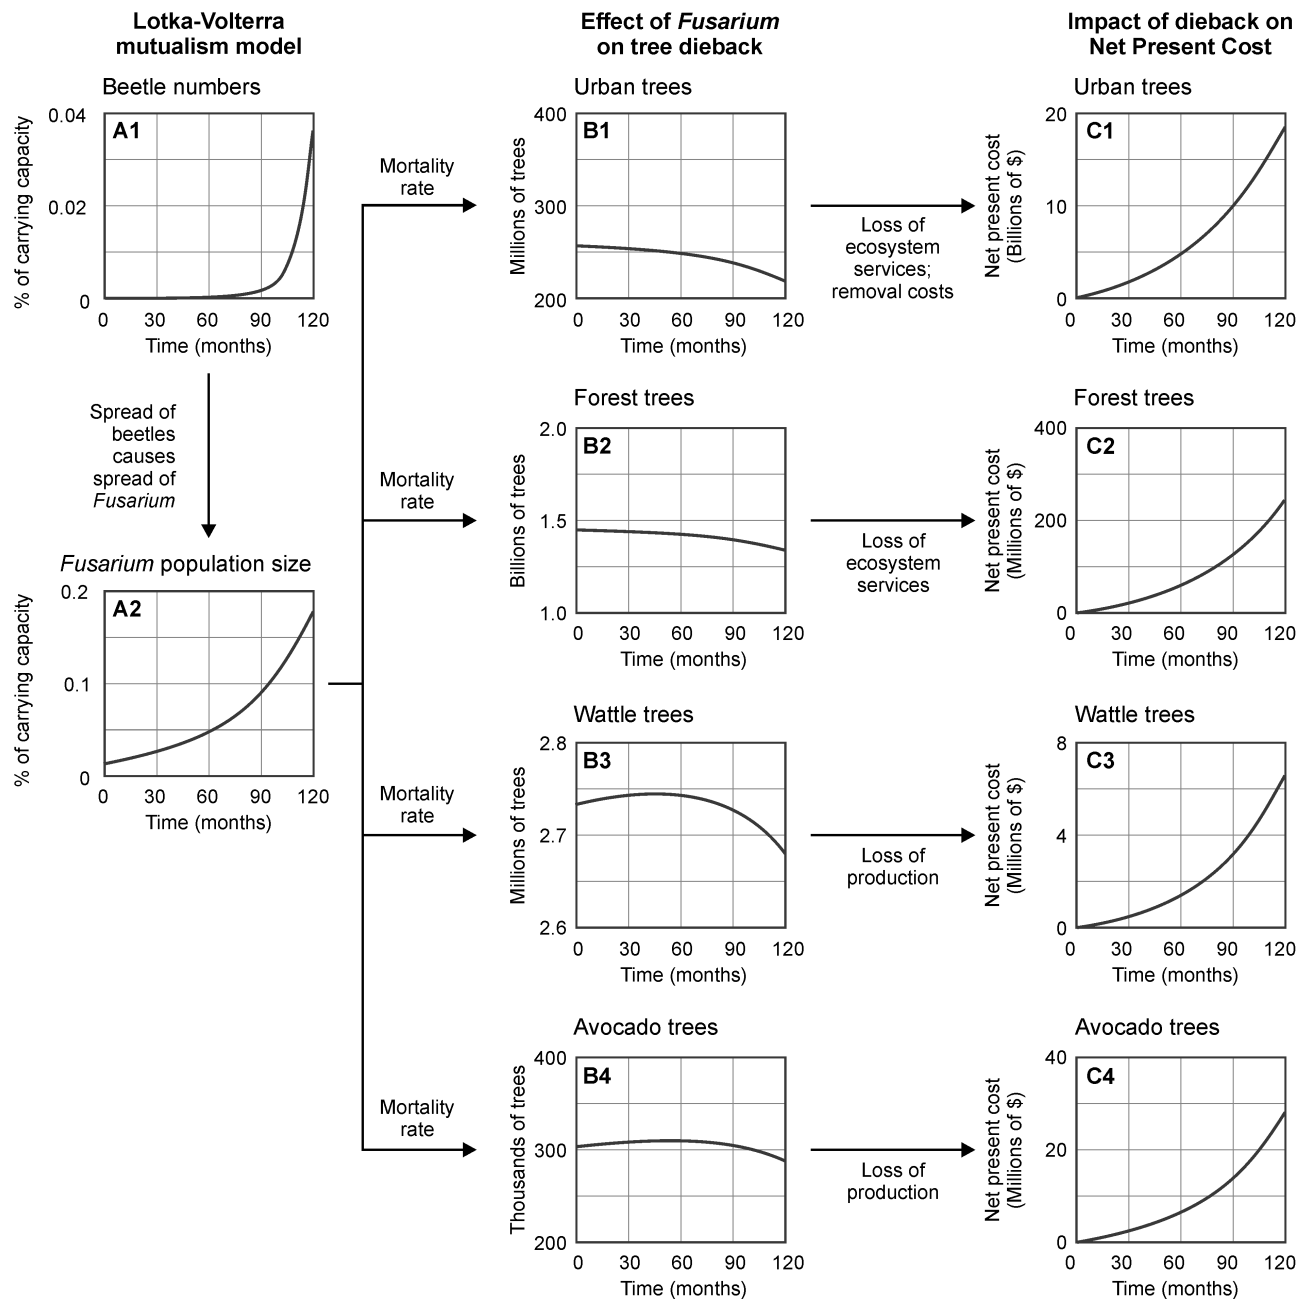 Lotka-Volterra
mutualism model
Effect of Fusarium
on tree dieback
Impact of dieback on
Net Present Cost
Beetle numbers
A1
% of carrying capacity
0.04
0.02
0
0 30 60 90 120
Time (months)
Spread of
beetles
causes
spread of
Fusarium
Fusarium population size
A2
% of carrying capacity
0.2
0.1
0
0 30 60 90 120
Time (months)
Mortality
rate
Urban trees
B1
Millions of trees
400
300
200
0 30 60 90 120
Time (months)
Loss of
ecosystem
services;
removal costs
Urban trees
C1
Net present cost
(Billions of $)
20
10
0
0 30 60 90 120
Time (months)
Mortality
rate
Forest trees
B2
Billions of trees
2.0
1.5
1.0
0 30 60 90 120
Time (months)
Loss of
ecosystem
services
Forest trees
C2
Net present cost
(Millions of $)
400
200
0
0 30 60 90 120
Time (months)
Mortality
rate
Wattle trees
B3
Millions of trees
2.8
2.7
2.6
0 30 60 90 120
Time (months)
Loss of
production
Wattle trees
C3
Net present cost
(Millions of $)
8
4
0
0 30 60 90 120
Time (months)
Mortality
rate
Avocado trees
B4
Thousands of trees
400
300
200
0 30 60 90 120
Time (months)
Loss of
production
Avocado trees
C4
Net present cost
(Millions of $)
40
20
0
0 30 60 90 120
Time (months)